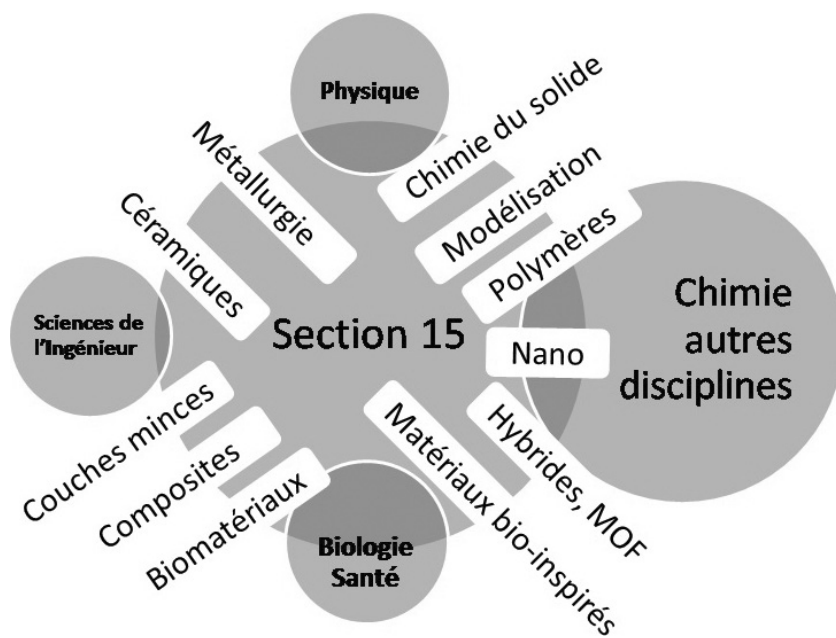 Physique
Chimie du solide
Métallurgie
Modélisation
Céramiques
Polymères
Sciences de
l'Ingénieur
Section 15
Chimie
autres
disciplines
Nano
Couches minces
Composites
Biomatériaux
Hybrides, MOF
Matériaux bio-inspirés
Biologie
Santé